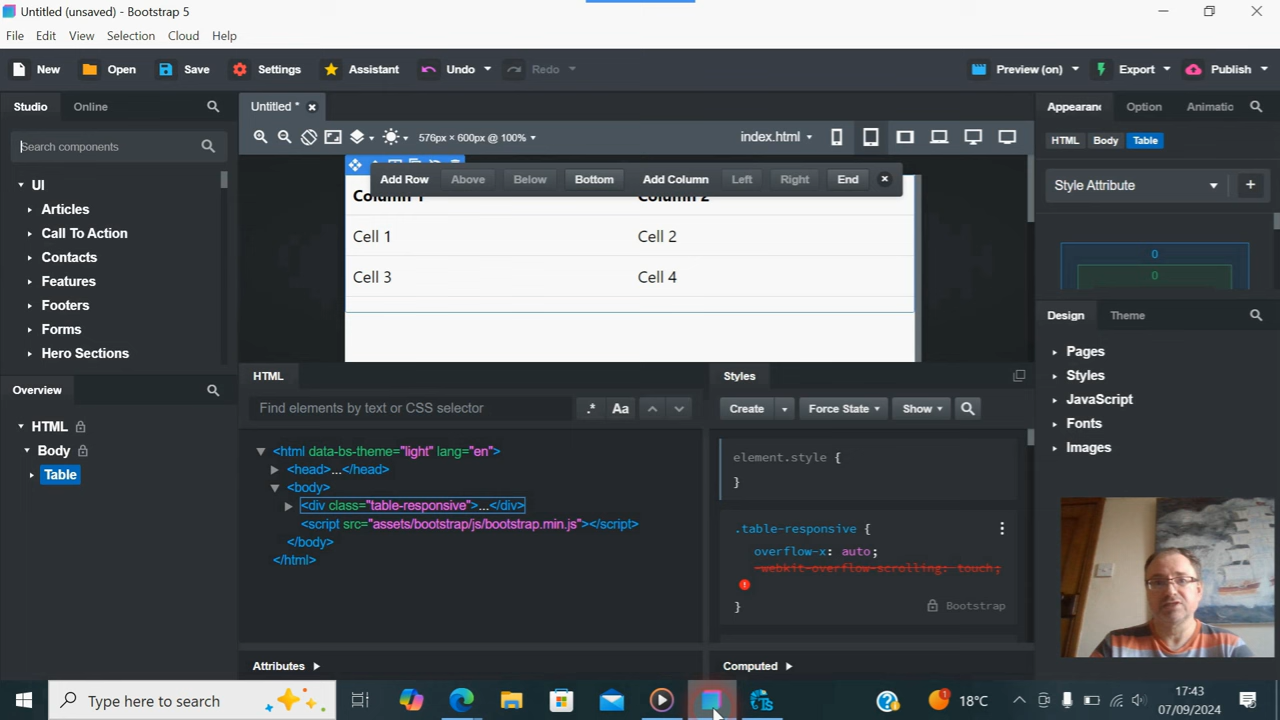 Untitled (unsaved) - Bootstrap 5
File Edit View Selection Cloud Help
New Open Save Settings Assistant Undo Redo Preview (on) Export Publish
Studio Online
Search components
UI
Articles
Call To Action
Contacts
Features
Footers
Forms
Hero Sections
Overview
HTML
Body
Table
Untitled *
576px × 600px @ 100% index.html
Add Row Above Below Bottom Add Column Left Right End
Column 1 Column 2
Cell 1 Cell 2
Cell 3 Cell 4
HTML
Find elements by text or CSS selector .* Aa
<html data-bs-theme="light" lang="en">
<head>...</head>
<body>
<div class="table-responsive">...</div>
<script src="assets/bootstrap/js/bootstrap.min.js"></script>
</body>
</html>
Attributes
Styles
Create Force State Show
element.style {
}
.table-responsive {
overflow-x: auto;
-webkit-overflow-scrolling: touch;
}
Bootstrap
Computed
Appearanc Option Animatic
HTML Body Table
Style Attribute +
0
0
Design Theme
Pages
Styles
JavaScript
Fonts
Images
Type here to search
18°C
17:43
07/09/2024